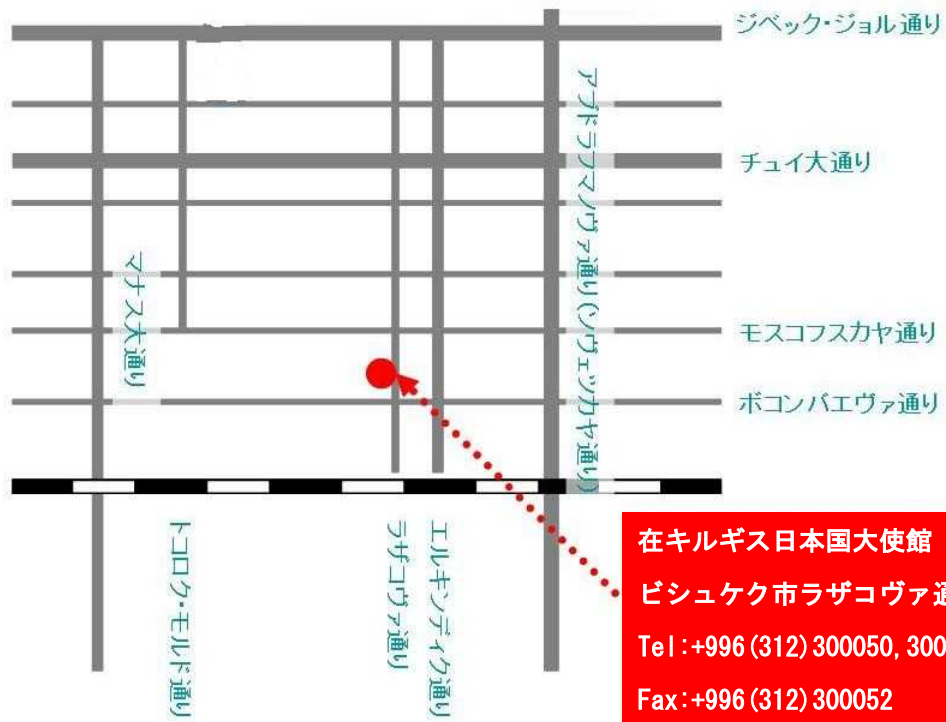 ジベック・ジョル通り
チュイ大通り
アブドラフマノヴァ通り(ソヴェツカヤ通り)
マナス大通り
モスコフスカヤ通り
ボコンバエヴァ通り
トコロク・モルド通り
ラザコヴァ通り
エルキンディク通り
在キルギス日本国大使館
ビシュケク市ラザコヴァ通
Tel:+996(312)300050,300
Fax:+996(312)300052